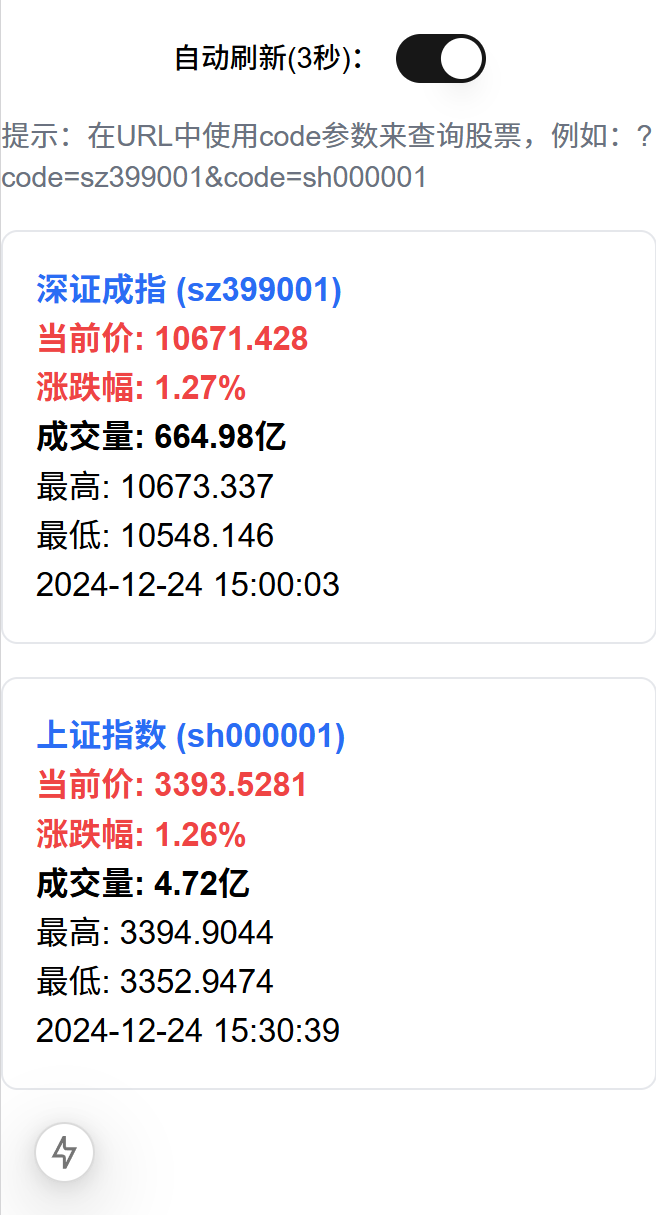 自动刷新(3秒)：
提示：在URL中使用code参数来查询股票，例如：?
code=sz399001&code=sh000001
深证成指 (sz399001)
当前价: 10671.428
涨跌幅: 1.27%
成交量: 664.98亿
最高: 10673.337
最低: 10548.146
2024-12-24 15:00:03
上证指数 (sh000001)
当前价: 3393.5281
涨跌幅: 1.26%
成交量: 4.72亿
最高: 3394.9044
最低: 3352.9474
2024-12-24 15:30:39